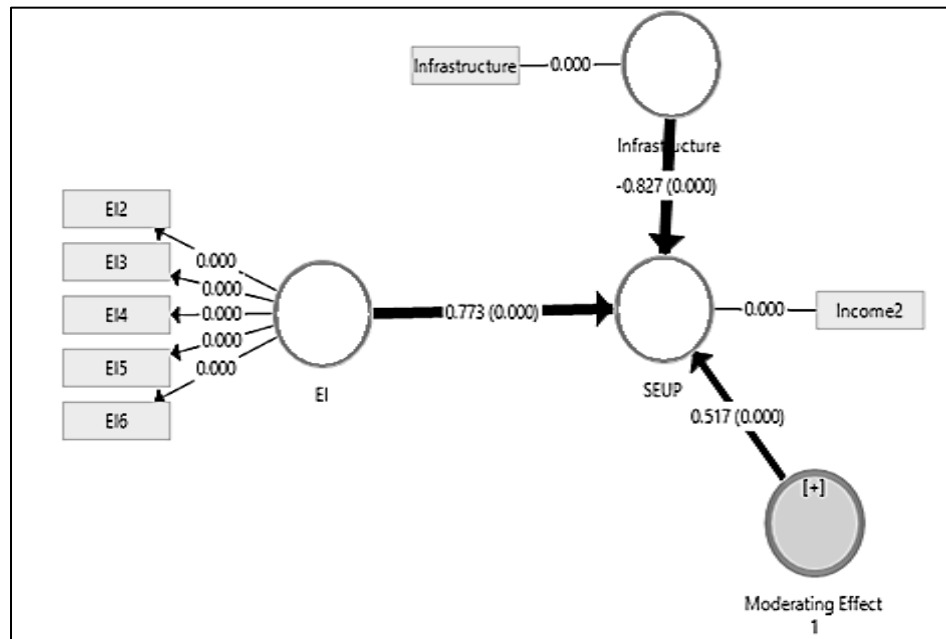 Infrastructure
0.000
Infrastructure
-0.827 (0.000)
EI2
EI3
EI4
EI5
EI6
0.000
0.000
0.000
0.000
0.000
EI
0.773 (0.000)
SEUP
0.000
Income2
0.517 (0.000)
[+]
Moderating Effect
1